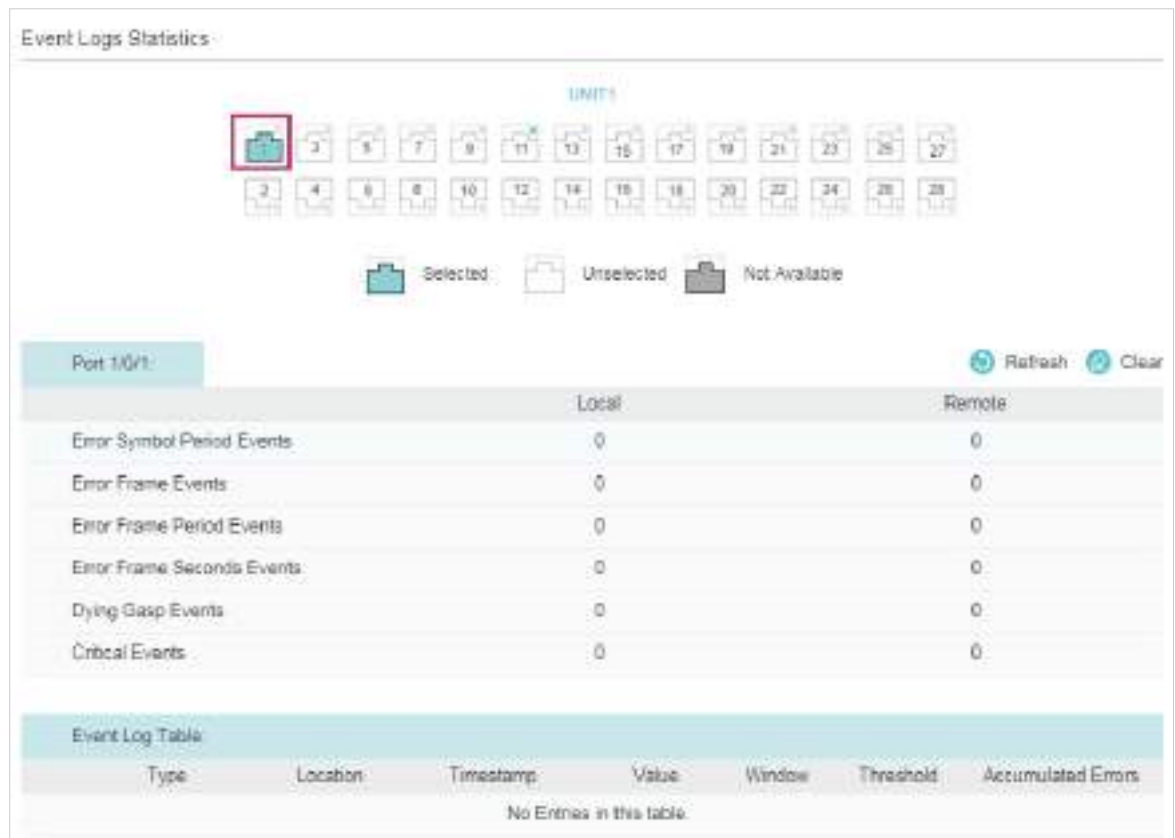 Event Logs Statistics
UNIT1
1 3 5 7 9 11 13 15 17 19 21 23 25 27
2 4 6 8 10 12 14 16 18 20 22 24 26 28
Selected Unselected Not Available
Port 1/0/1: Refresh Clear
Local Remote
Error Symbol Period Events 0 0
Error Frame Events 0 0
Error Frame Period Events 0 0
Error Frame Seconds Events 0 0
Dying Gasp Events 0 0
Critical Events 0 0
Event Log Table:
Type Location Timestamp Value Window Threshold Accumulated Errors
No Entries in this table.